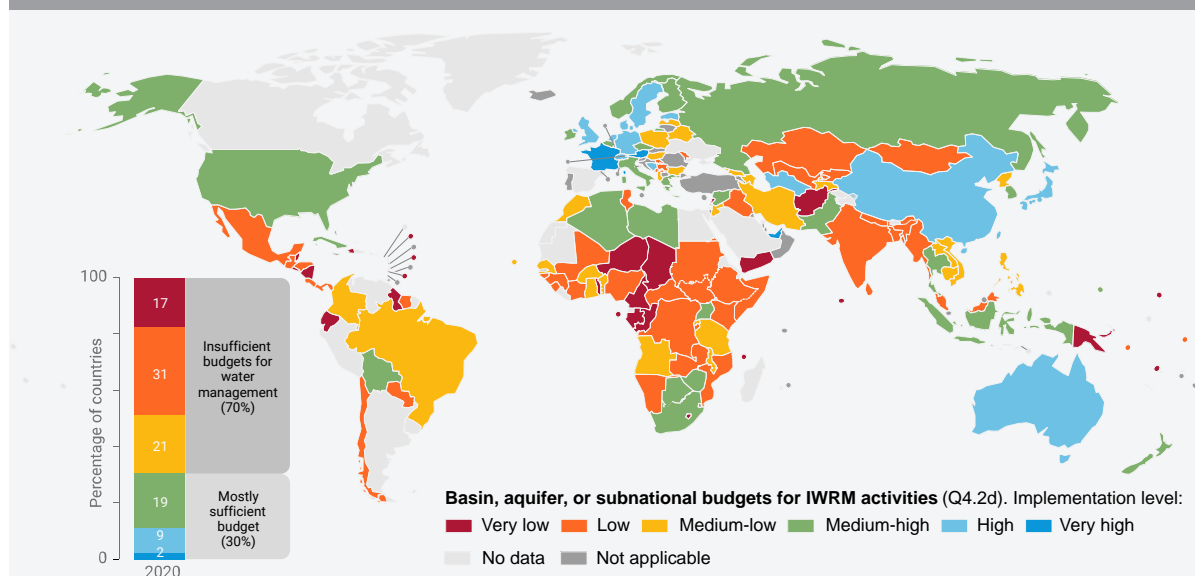 100
Percentage of countries
0
17
31
21
19
9
2
2020
Insufficient
budgets for
water
management
(70%)
Mostly
sufficient
budget
(30%)
Basin, aquifer, or subnational budgets for IWRM activities (Q4.2d). Implementation level:
Very low Low Medium-low Medium-high High Very high
No data Not applicable